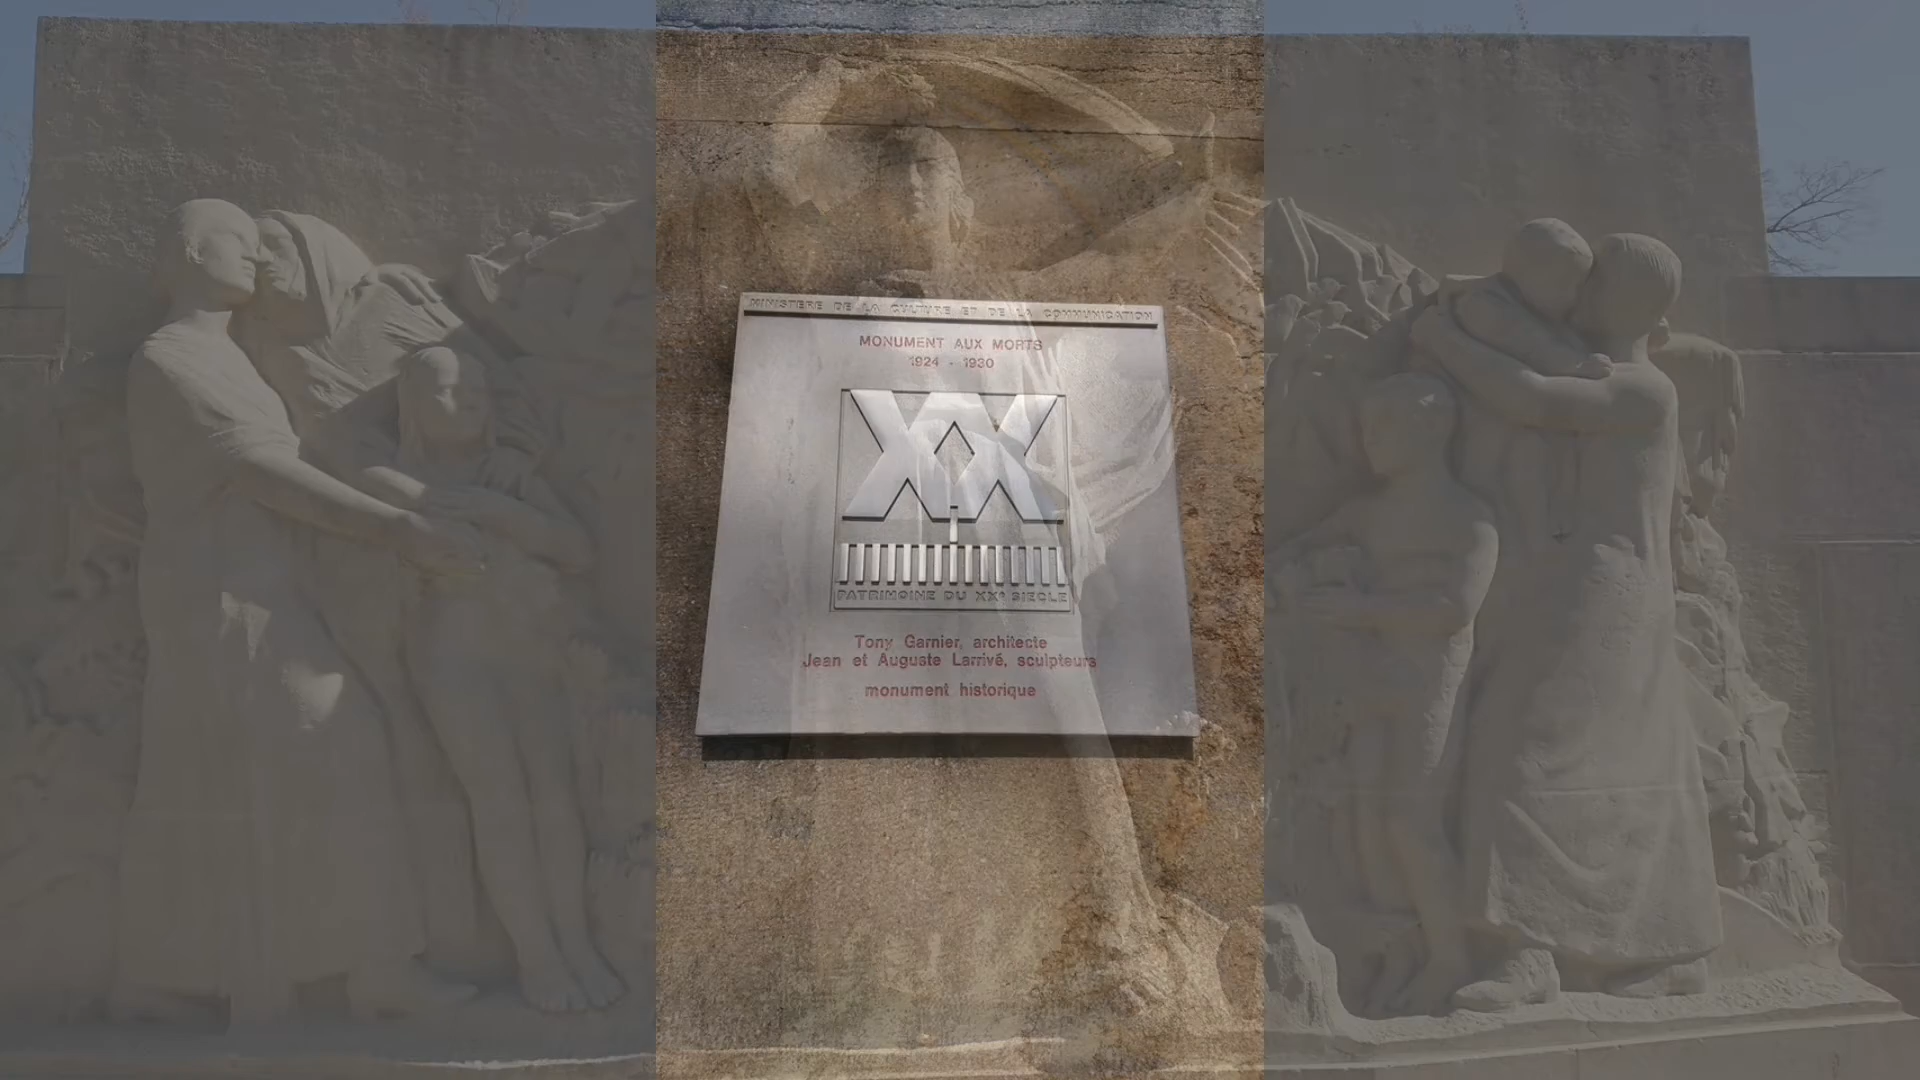 MINISTERE DE LA CULTURE ET DE LA COMMUNICATION
MONUMENT AUX MORTS
1924 - 1930
XX
PATRIMOINE DU XXe SIECLE
Tony Garnier, architecte
Jean et Auguste Larrivé, sculpteurs
monument historique